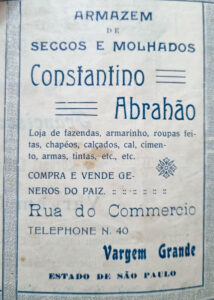 ARMAZEM
DE
SECCOS E MOLHADOS
Constantino
Abrahão
Loja de fazendas, armarinho, roupas fei-
tas, chapéos, calçados, cal, cimen-
to, armas, tintas, etc., etc.
COMPRA E VENDE GE-
NEROS DO PAIZ. :: :: :: :: ::
Rua do Commercio
TELEPHONE N. 40
Vargem Grande
ESTADO DE SÃO PAULO